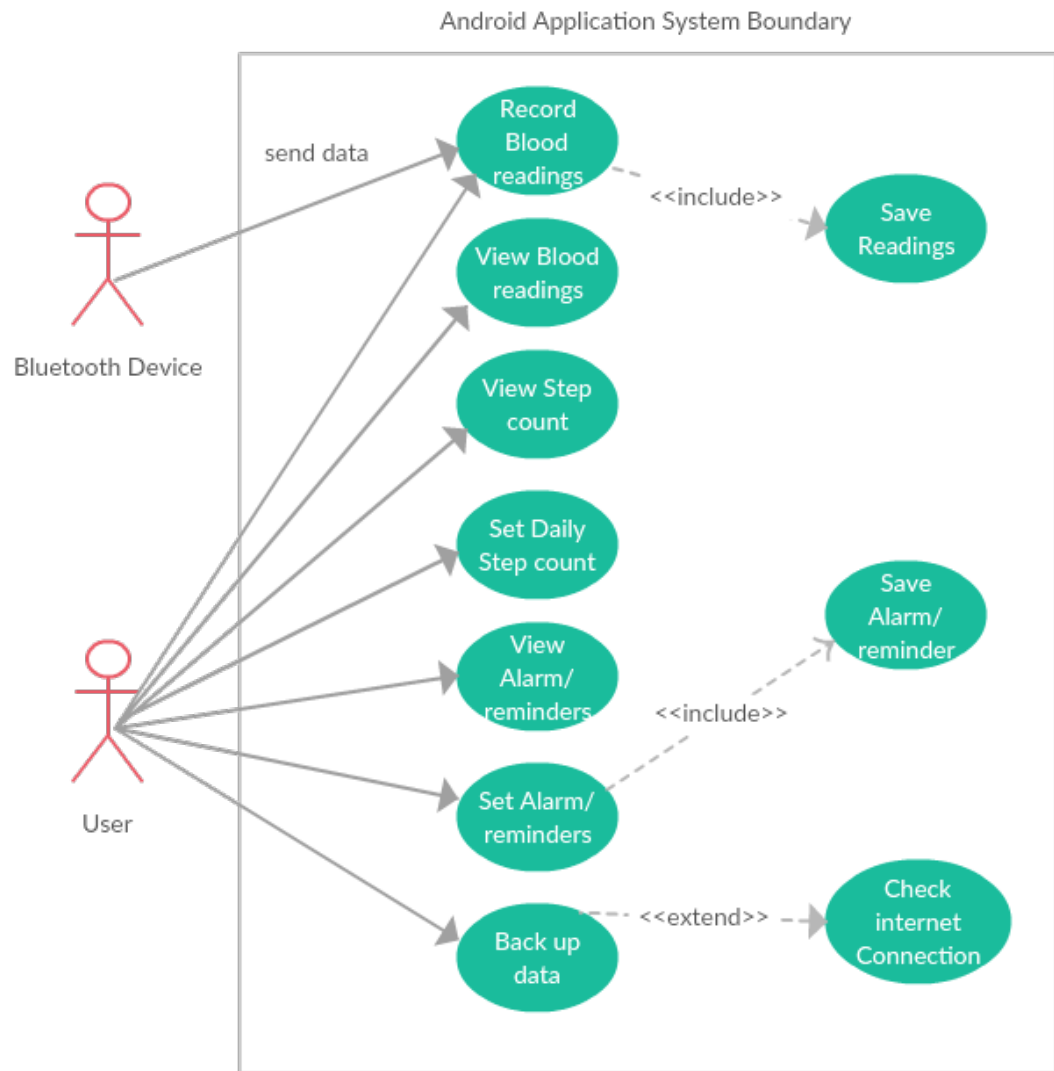 Android Application System Boundary
Record
Blood
readings
send data
<<include>>
Save
Readings
View Blood
readings
Bluetooth Device
View Step
count
Set Daily
Step count
Save
Alarm/
reminder
View
Alarm/
reminders
<<include>>
Set Alarm/
reminders
User
Check
internet
Connection
<<extend>>
Back up
data